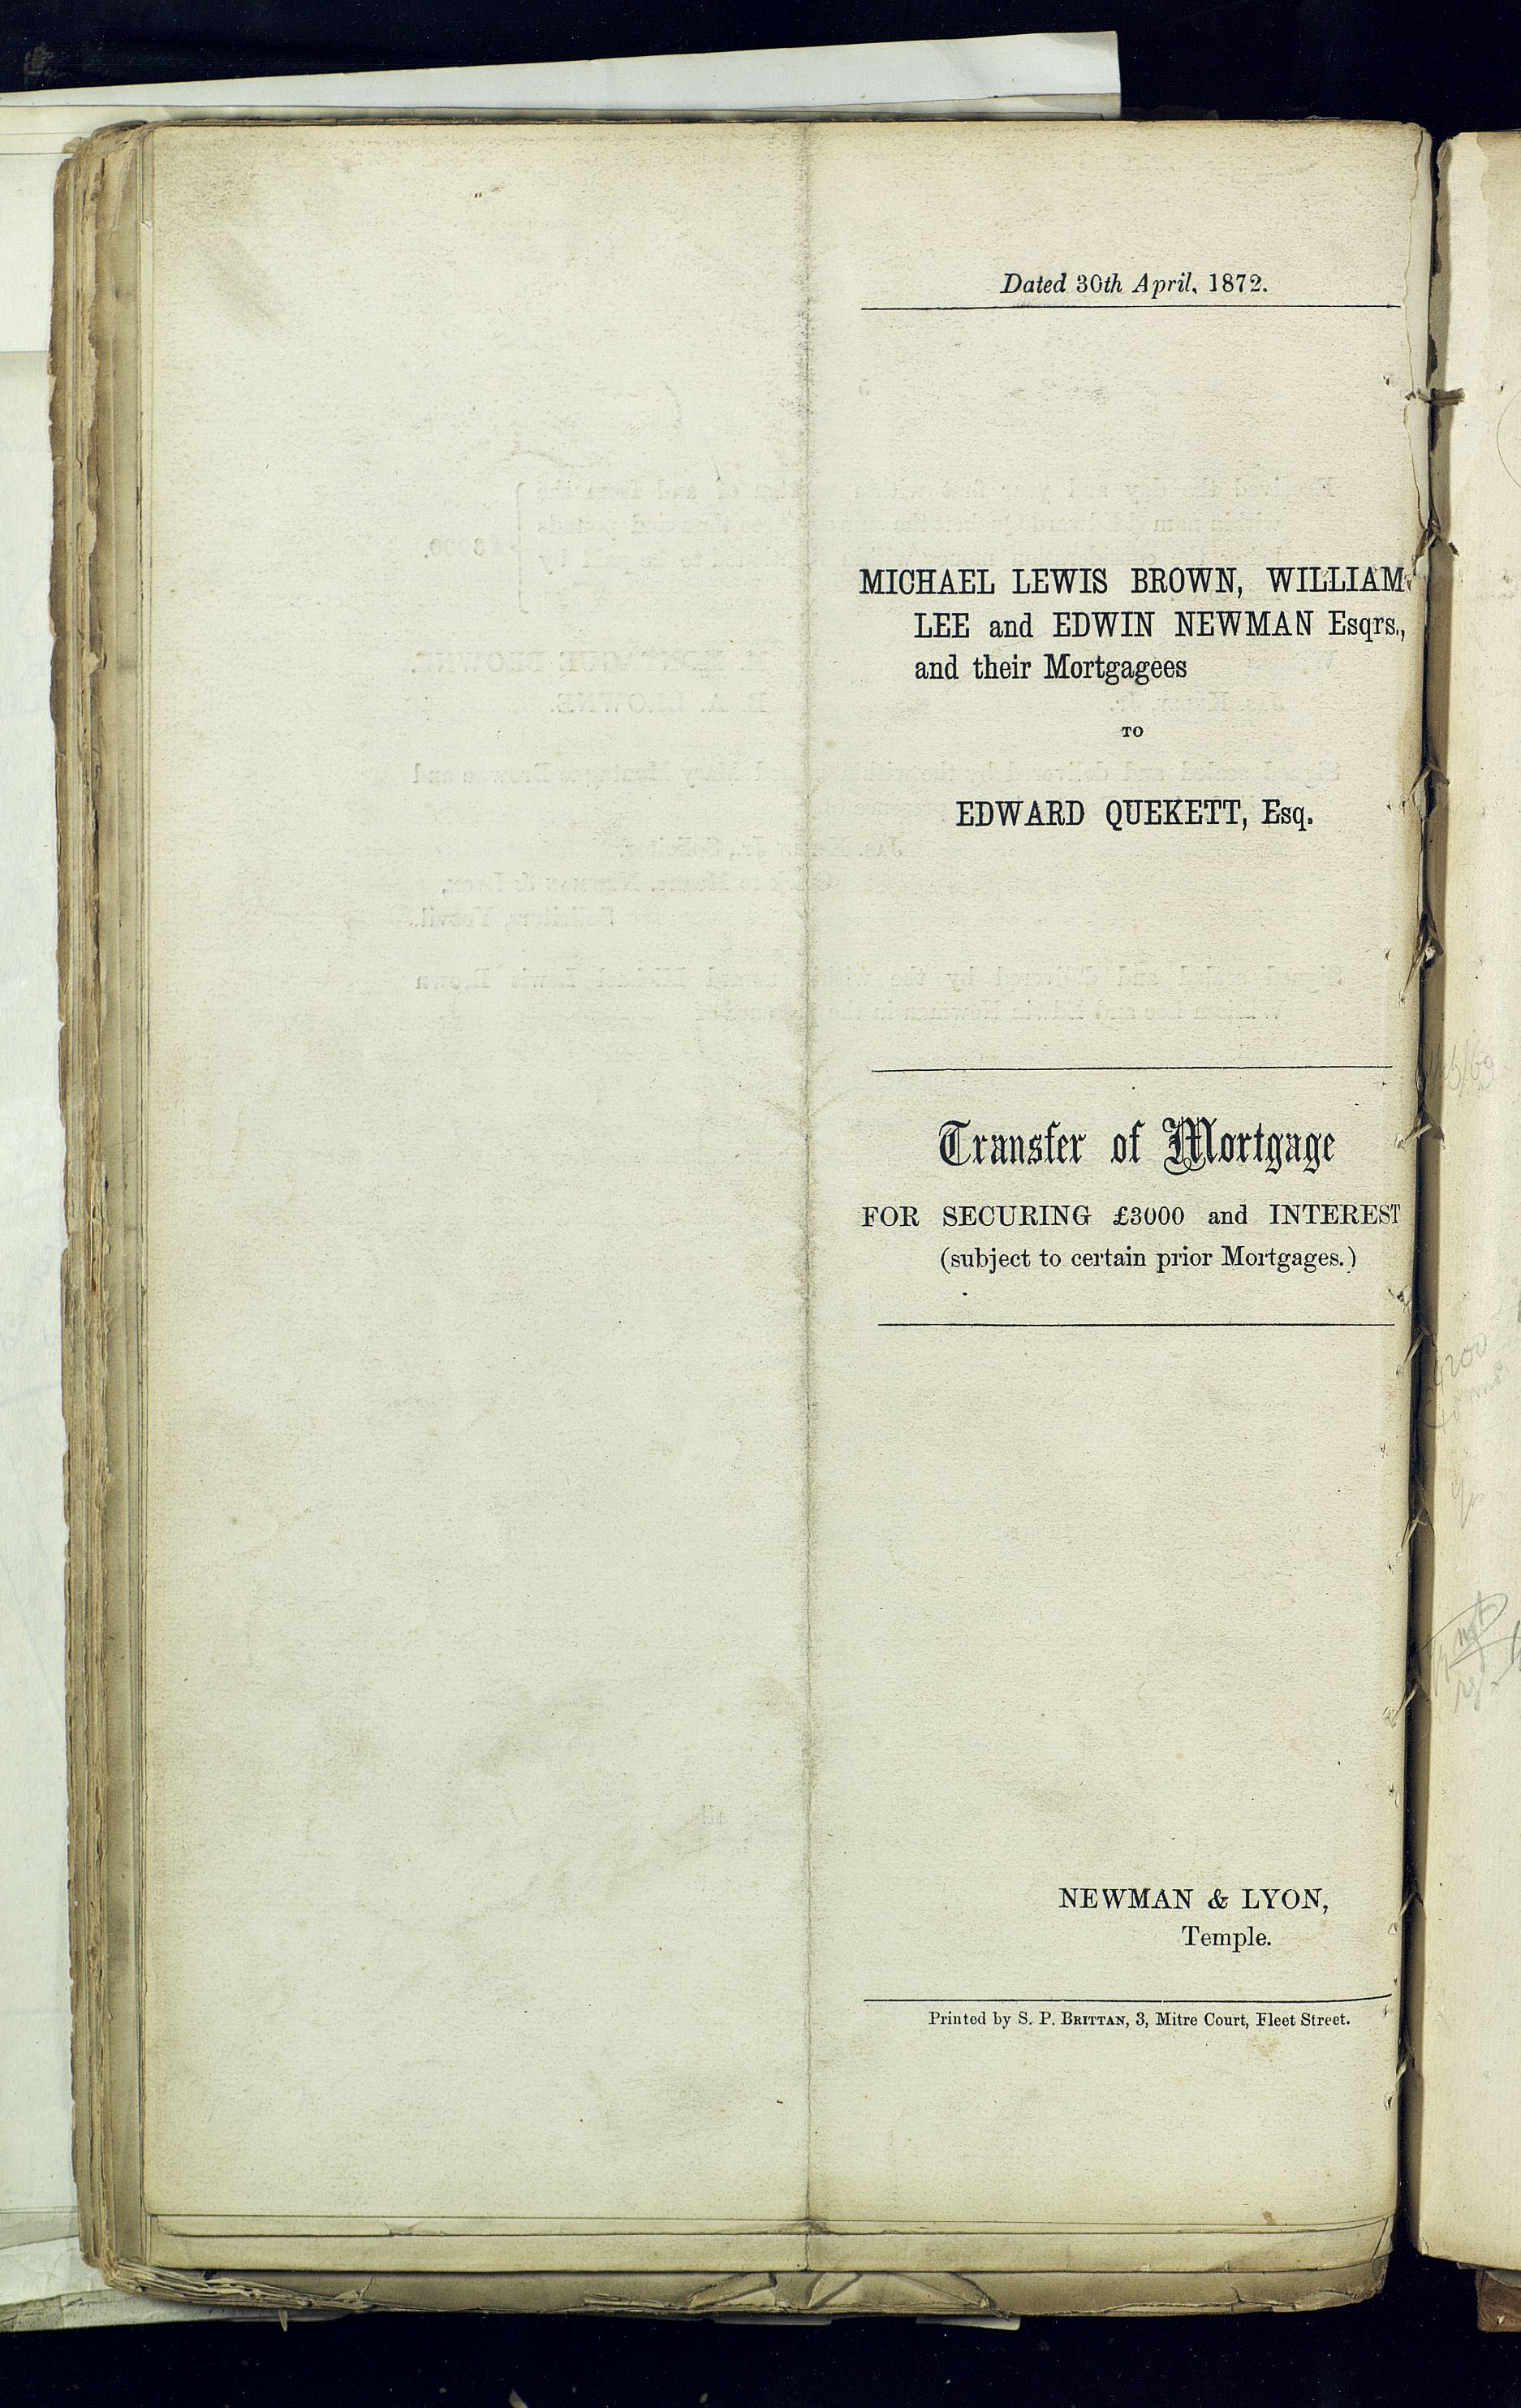 Dated 30th April, 1872.
MICHAEL LEWIS BROWN, WILLIAM
LEE and EDWIN NEWMAN Esqrs.,
and their Mortgagees
TO
EDWARD QUEKETT, Esq.
Transfer of Mortgage
FOR SECURING £3000 and INTEREST
(subject to certain prior Mortgages.)
NEWMAN & LYON,
Temple.
Printed by S. P. BRITTAN, 3, Mitre Court, Fleet Street.